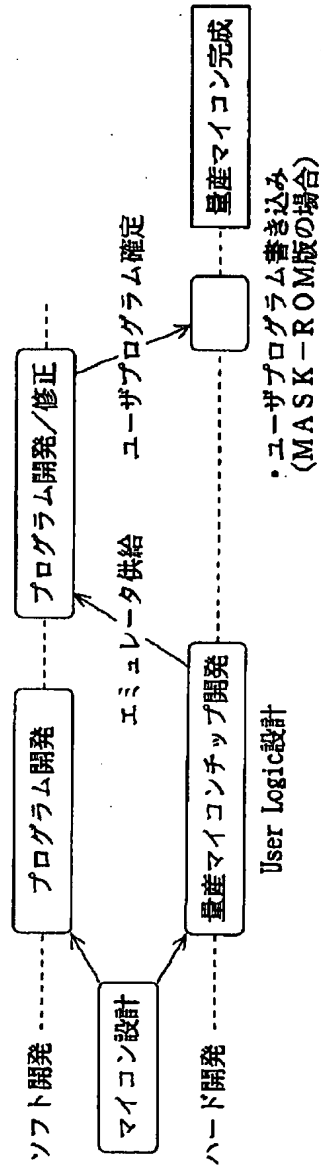 ソフト開発
プログラム開発
プログラム開発/修正
マイコン設計
エミュレータ供給
ユーザプログラム確定
ハード開発
量産マイコンチップ開発
量産マイコン完成
User Logic設計
・ユーザプログラム書き込み
(MASK-ROM版の場合)